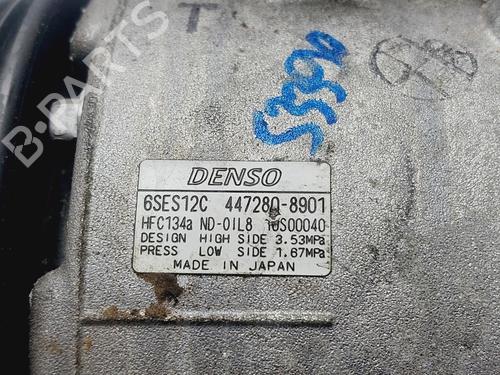 T
B-PARTS
DENSO
6SES12C 447280-8901
HFC134a ND-OIL8 10S00040
DESIGN HIGH SIDE 3.53MPa
PRESS LOW SIDE 1.67MPa
MADE IN JAPAN